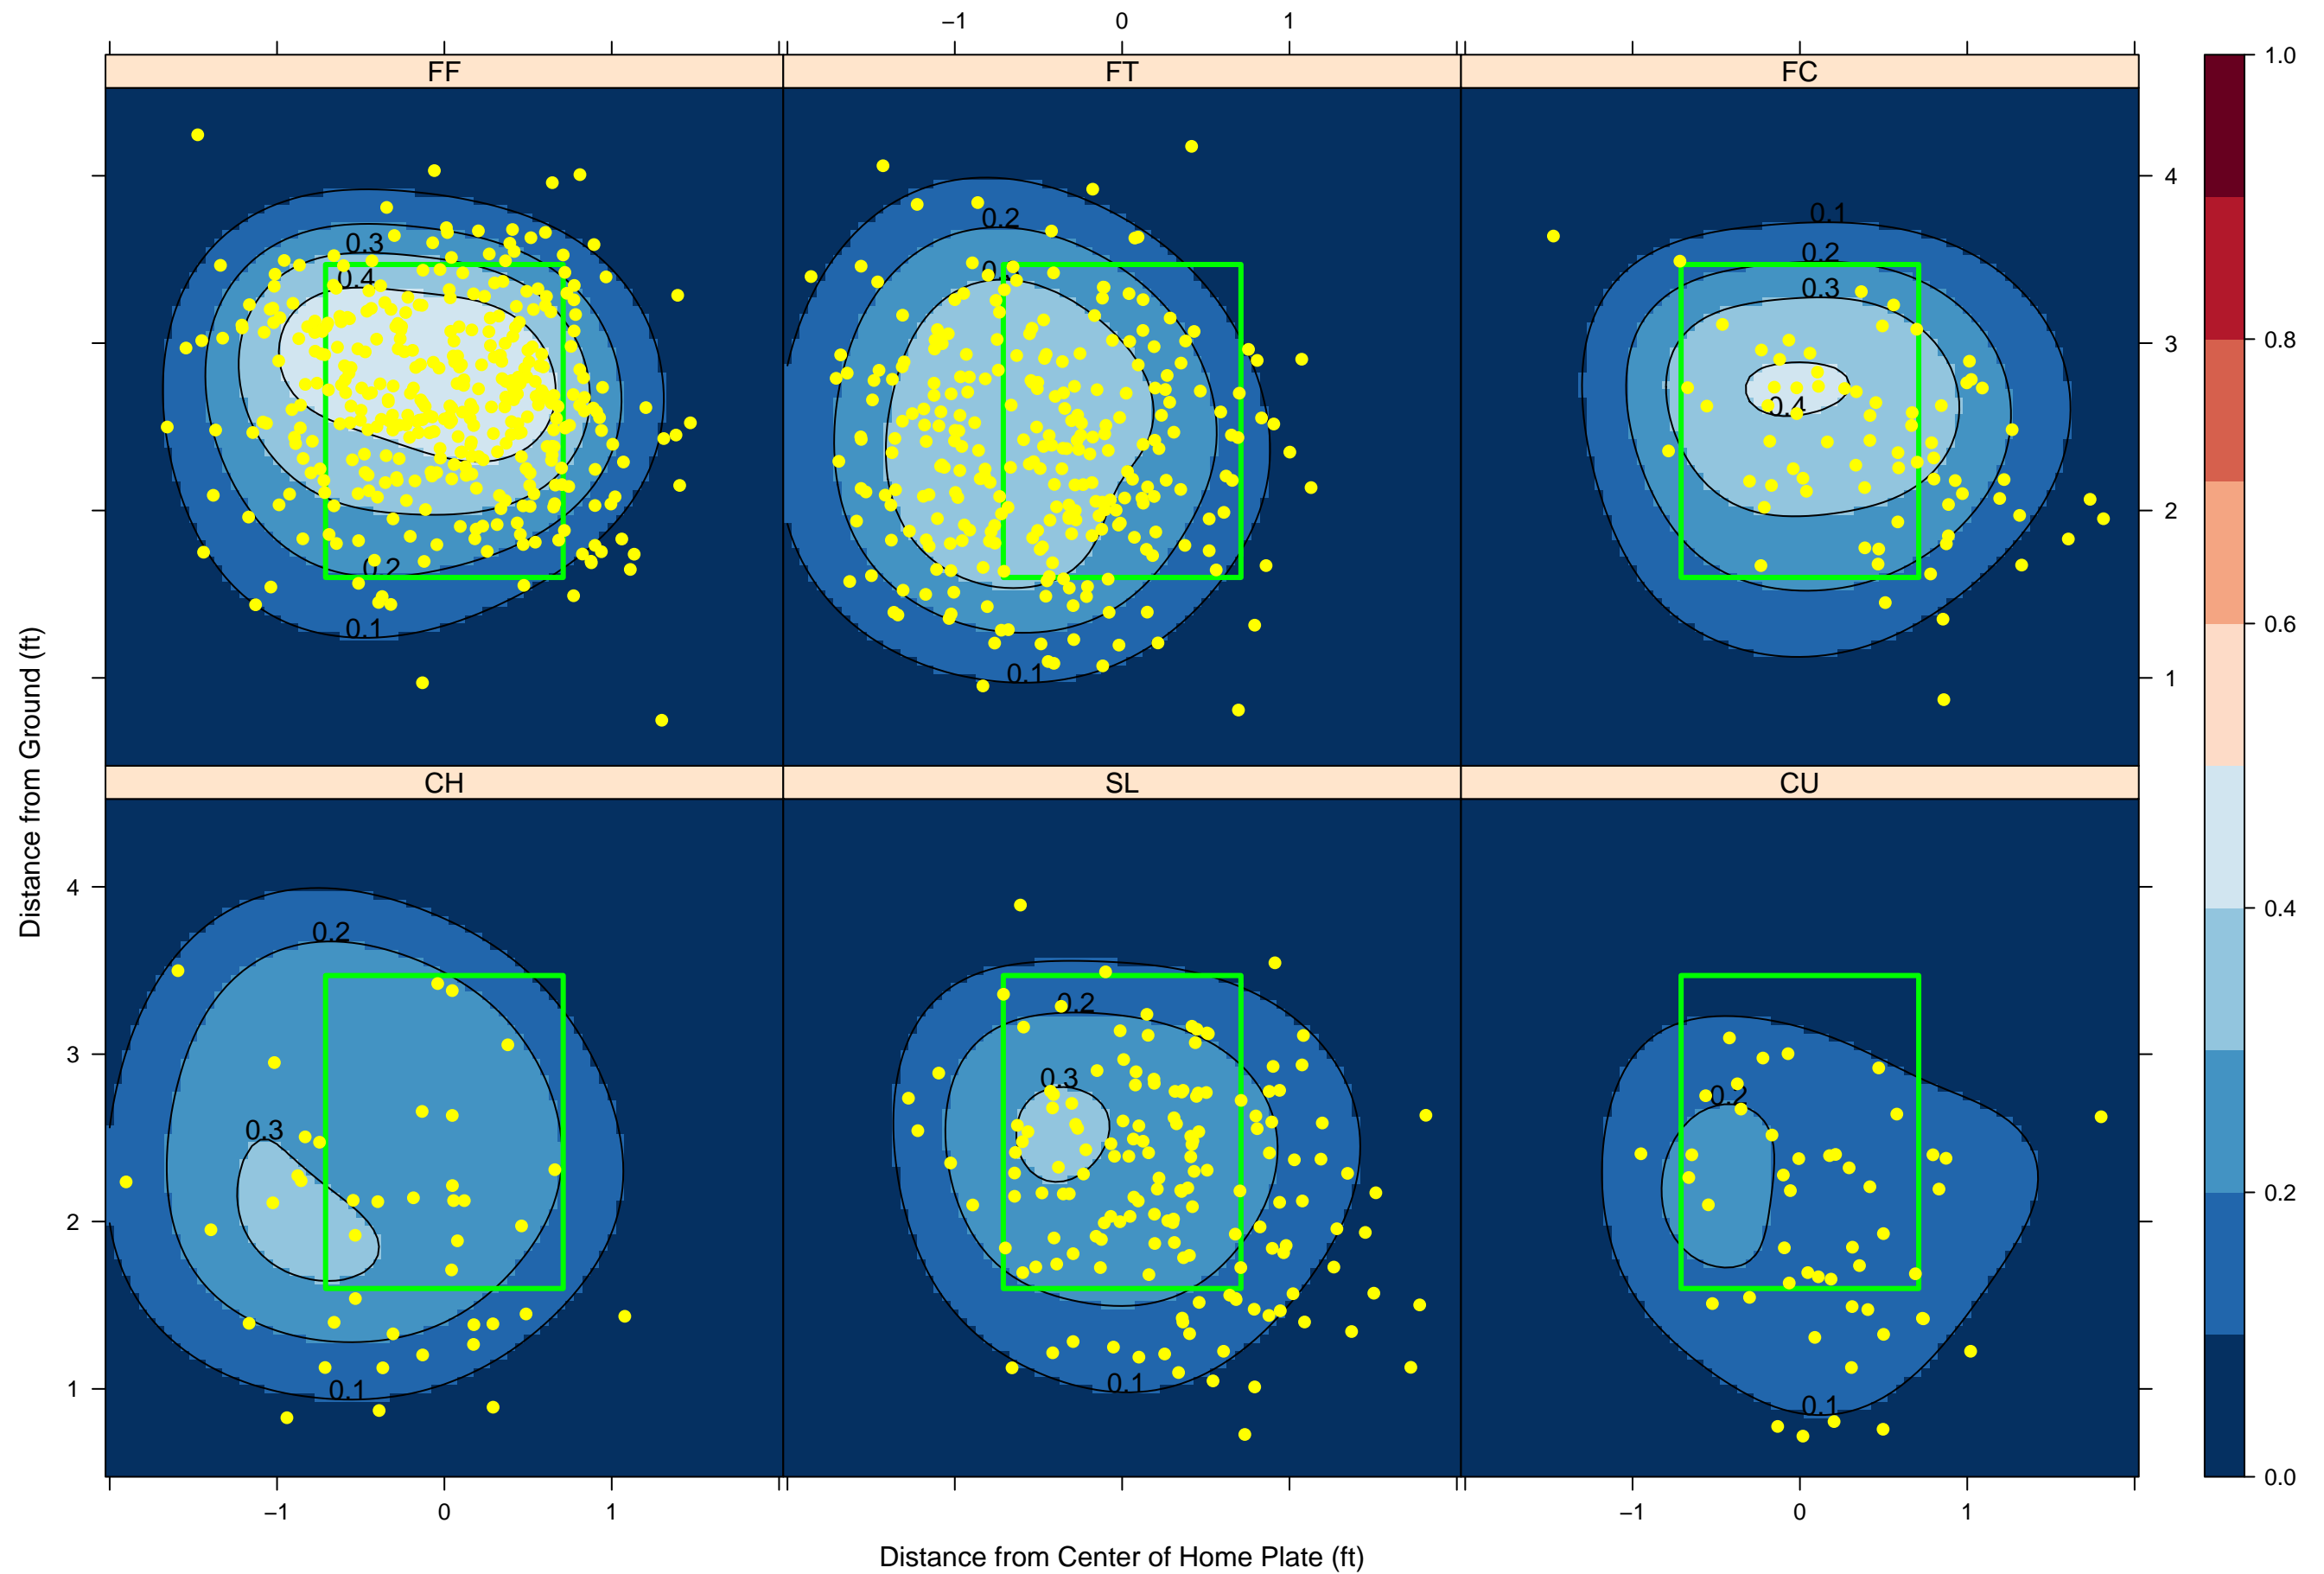 −1 0 1
FF FT FC 1.0
4
0.1
0.2
0.3 0.2
0.4 0.3
3 0.8
0.4
2
0.2
0.1 0.6
0.1 1
Distance from Ground (ft)
CH SL CU
4 0.4
0.2
0.2
3
0.3 0.2
0.3
2 0.2
1 0.1 0.1
0.1
0.0
−1 0 1 −1 0 1
Distance from Center of Home Plate (ft)